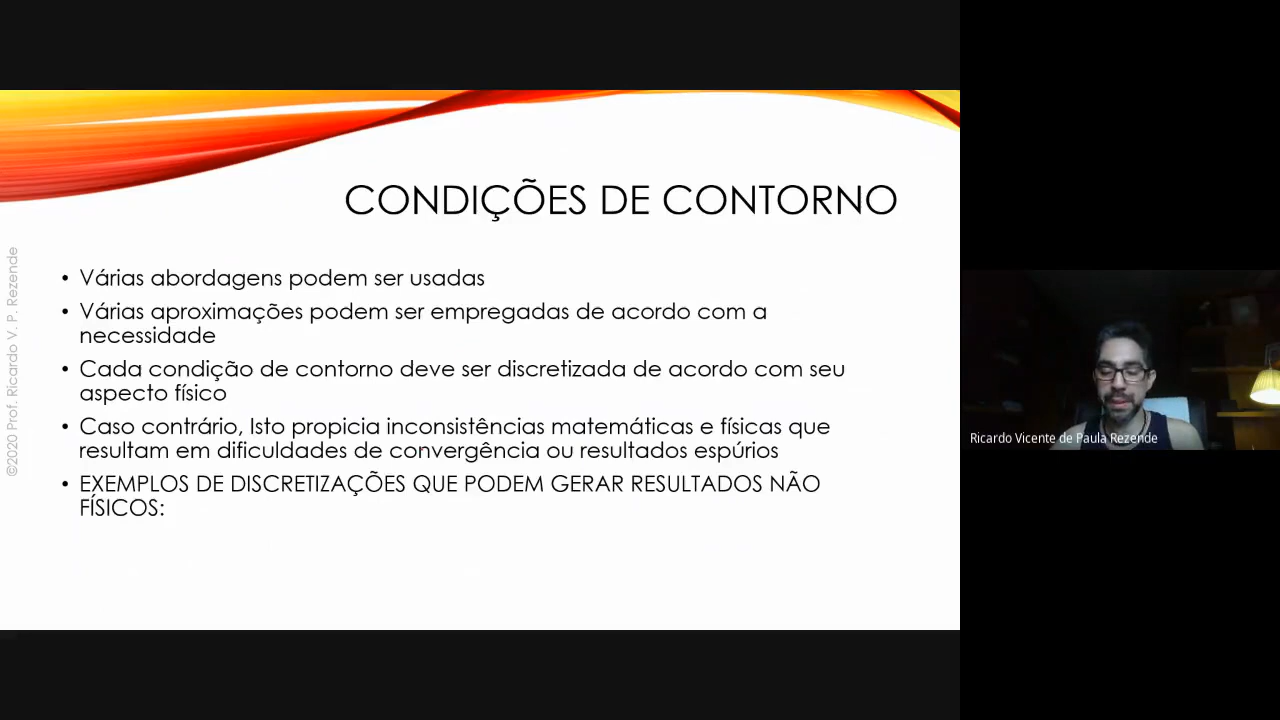 CONDIÇÕES DE CONTORNO
• Várias abordagens podem ser usadas
• Várias aproximações podem ser empregadas de acordo com a
necessidade
• Cada condição de contorno deve ser discretizada de acordo com seu
aspecto físico
• Caso contrário, Isto propicia inconsistências matemáticas e físicas que
resultam em dificuldades de convergência ou resultados espúrios
• EXEMPLOS DE DISCRETIZAÇÕES QUE PODEM GERAR RESULTADOS NÃO
FÍSICOS:
©2020 Prof. Ricardo V. P. Rezende
Ricardo Vicente de Paula Rezende